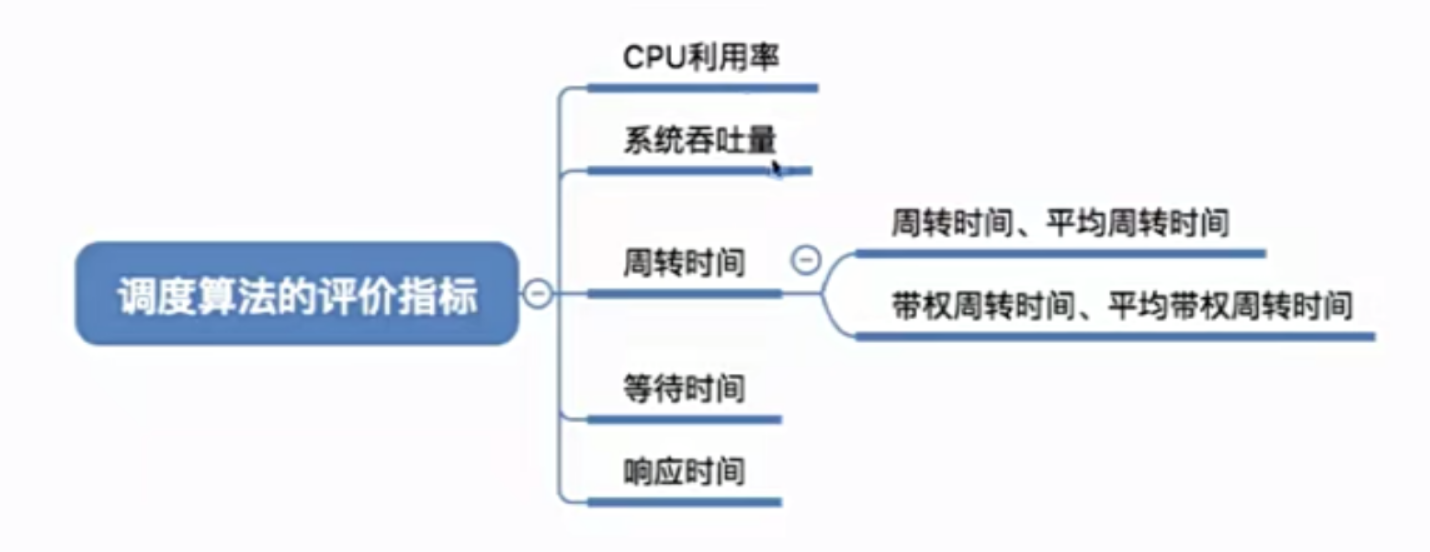 CPU利用率
系统吞吐量
周转时间、平均周转时间
周转时间
调度算法的评价指标
带权周转时间、平均带权周转时间
等待时间
响应时间